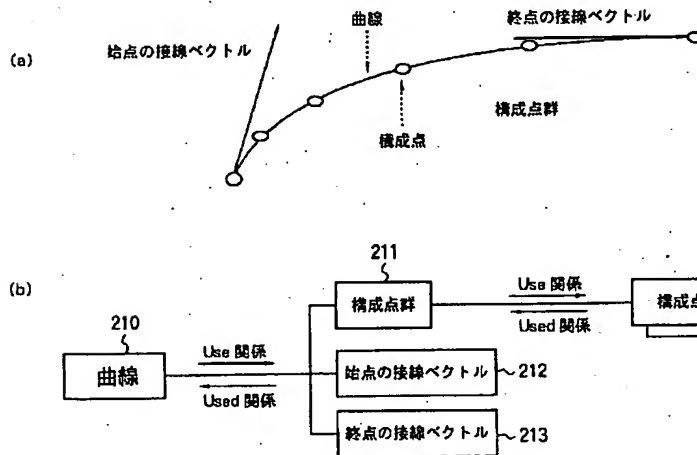 (a)
曲線
終点の接線ベクトル
始点の接線ベクトル
構成点群
構成点
(b)
211
構成点群
Use 関係
Used 関係
構成点
210
曲線
Use 関係
Used 関係
始点の接線ベクトル
212
終点の接線ベクトル
213